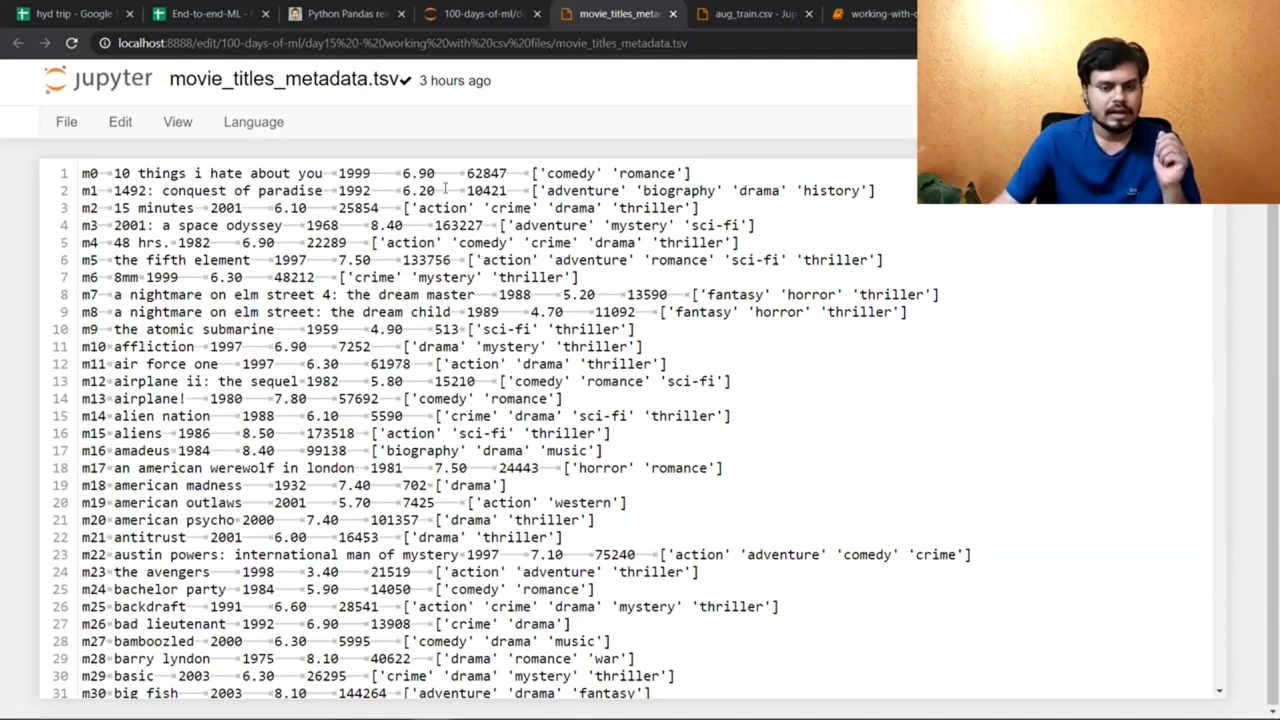 hyd trip - Google S
End-to-end-ML - G
Python Pandas rea
100-days-of-ml/d
movie_titles_meta
aug_train.csv - Jup
working-with-c
localhost:8888/edit/100-days-of-ml/day15%20-%20working%20with%20csv%20files/movie_titles_metadata.tsv
jupyter movie_titles_metadata.tsv 3 hours ago
File Edit View Language
1 m0 10 things i hate about you 1999 6.90 62847 ['comedy' 'romance']
2 m1 1492: conquest of paradise 1992 6.20 10421 ['adventure' 'biography' 'drama' 'history']
3 m2 15 minutes 2001 6.10 25854 ['action' 'crime' 'drama' 'thriller']
4 m3 2001: a space odyssey 1968 8.40 163227 ['adventure' 'mystery' 'sci-fi']
5 m4 48 hrs. 1982 6.90 22289 ['action' 'comedy' 'crime' 'drama' 'thriller']
6 m5 the fifth element 1997 7.50 133756 ['action' 'adventure' 'romance' 'sci-fi' 'thriller']
7 m6 8mm 1999 6.30 48212 ['crime' 'mystery' 'thriller']
8 m7 a nightmare on elm street 4: the dream master 1988 5.20 13590 ['fantasy' 'horror' 'thriller']
9 m8 a nightmare on elm street: the dream child 1989 4.70 11092 ['fantasy' 'horror' 'thriller']
10 m9 the atomic submarine 1959 4.90 513 ['sci-fi' 'thriller']
11 m10 affliction 1997 6.90 7252 ['drama' 'mystery' 'thriller']
12 m11 air force one 1997 6.30 61978 ['action' 'drama' 'thriller']
13 m12 airplane ii: the sequel 1982 5.80 15210 ['comedy' 'romance' 'sci-fi']
14 m13 airplane! 1980 7.80 57692 ['comedy' 'romance']
15 m14 alien nation 1988 6.10 5590 ['crime' 'drama' 'sci-fi' 'thriller']
16 m15 aliens 1986 8.50 173518 ['action' 'sci-fi' 'thriller']
17 m16 amadeus 1984 8.40 99138 ['biography' 'drama' 'music']
18 m17 an american werewolf in london 1981 7.50 24443 ['horror' 'romance']
19 m18 american madness 1932 7.40 702 ['drama']
20 m19 american outlaws 2001 5.70 7425 ['action' 'western']
21 m20 american psycho 2000 7.40 101357 ['drama' 'thriller']
22 m21 antitrust 2001 6.00 16453 ['drama' 'thriller']
23 m22 austin powers: international man of mystery 1997 7.10 75240 ['action' 'adventure' 'comedy' 'crime']
24 m23 the avengers 1998 3.40 21519 ['action' 'adventure' 'thriller']
25 m24 bachelor party 1984 5.90 14050 ['comedy' 'romance']
26 m25 backdraft 1991 6.60 28541 ['action' 'crime' 'drama' 'mystery' 'thriller']
27 m26 bad lieutenant 1992 6.90 13908 ['crime' 'drama']
28 m27 bamboozled 2000 6.30 5995 ['comedy' 'drama' 'music']
29 m28 barry lyndon 1975 8.10 40622 ['drama' 'romance' 'war']
30 m29 basic 2003 6.30 26295 ['crime' 'drama' 'mystery' 'thriller']
31 m30 big fish 2003 8.10 144264 ['adventure' 'drama' 'fantasy']